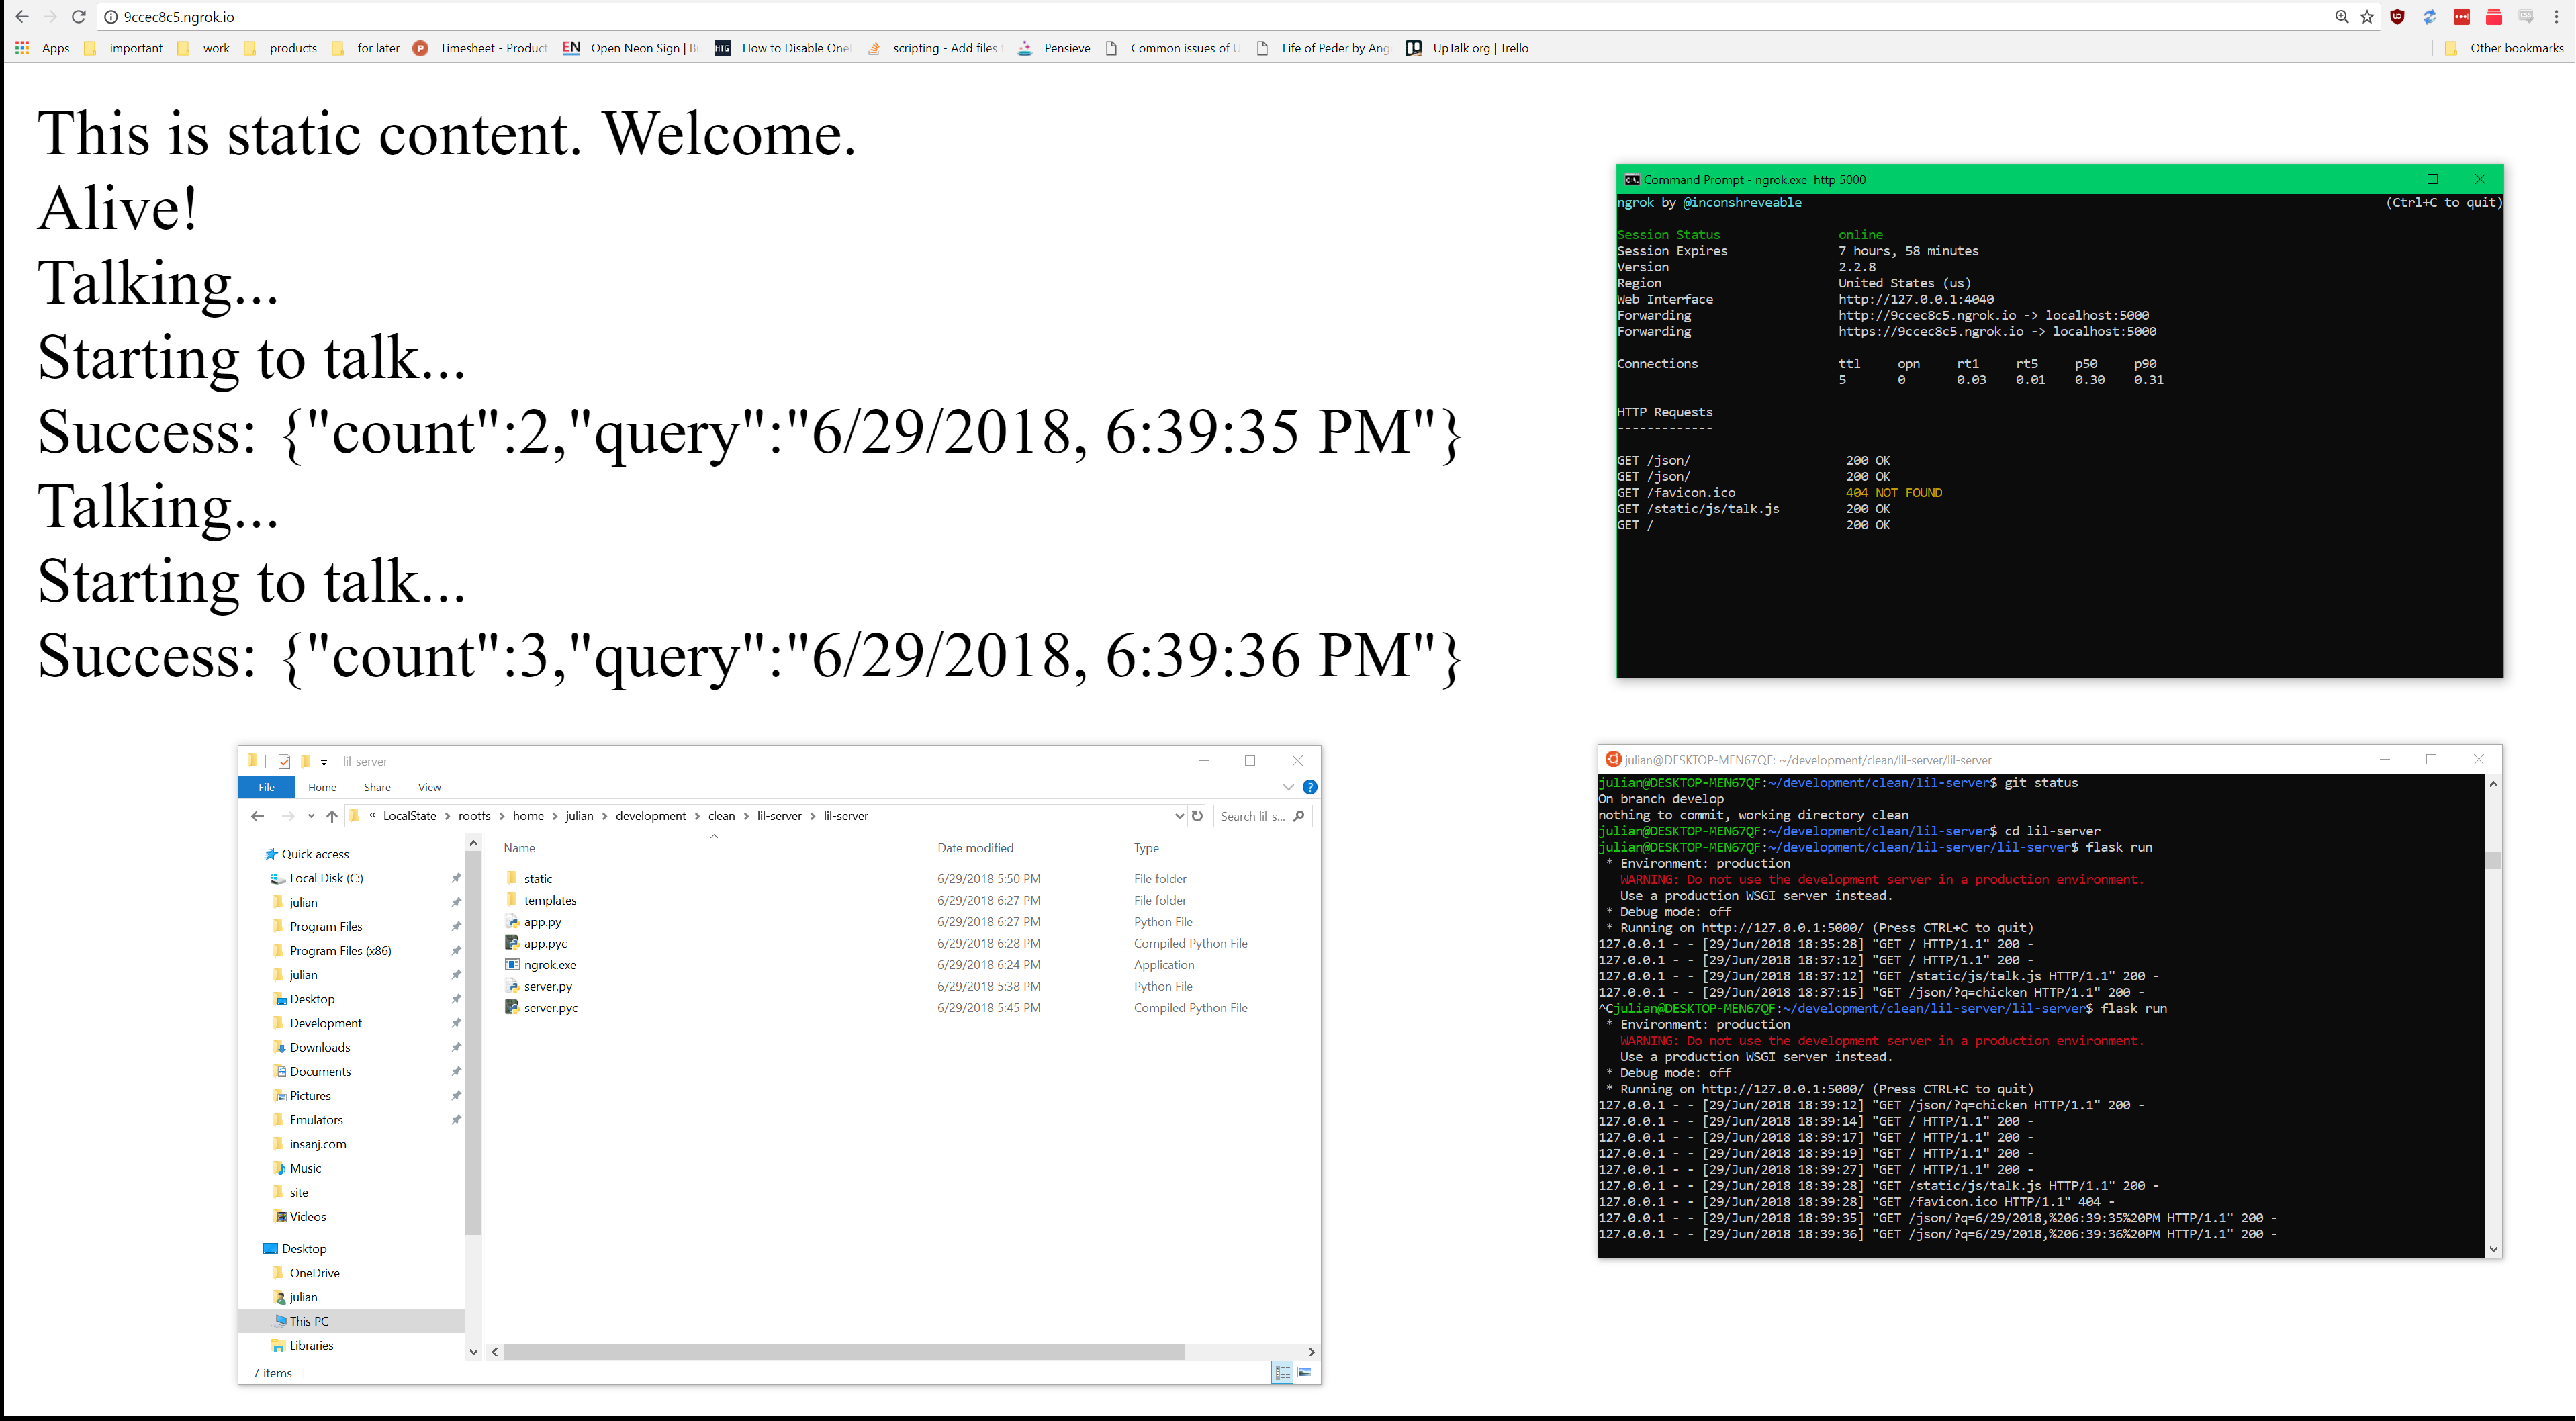 9ccec8c5.ngrok.io
Apps important work products for later Timesheet - Product EN Open Neon Sign | Bu HTG How to Disable One scripting - Add files Pensieve Common issues of U Life of Peder by Ang UpTalk org | Trello Other bookmarks
This is static content. Welcome.
Alive!
Talking...
Starting to talk...
Success: {"count":2,"query":"6/29/2018, 6:39:35 PM"}
Talking...
Starting to talk...
Success: {"count":3,"query":"6/29/2018, 6:39:36 PM"}
Command Prompt - ngrok.exe http 5000
ngrok by @inconshreveable (Ctrl+C to quit)
Session Status online
Session Expires 7 hours, 58 minutes
Version 2.2.8
Region United States (us)
Web Interface http://127.0.0.1:4040
Forwarding http://9ccec8c5.ngrok.io -> localhost:5000
Forwarding https://9ccec8c5.ngrok.io -> localhost:5000
Connections ttl opn rt1 rt5 p50 p90
5 0 0.03 0.01 0.30 0.31
HTTP Requests
-------------
GET /json/ 200 OK
GET /json/ 200 OK
GET /favicon.ico 404 NOT FOUND
GET /static/js/talk.js 200 OK
GET / 200 OK
lil-server
File Home Share View
« LocalState > rootfs > home > julian > development > clean > lil-server > lil-server Search lil-s...
Name Date modified Type
Quick access
Local Disk (C:)
julian
Program Files
Program Files (x86)
julian
Desktop
Development
Downloads
Documents
Pictures
Emulators
insanj.com
Music
site
Videos
Desktop
OneDrive
julian
This PC
Libraries
static 6/29/2018 5:50 PM File folder
templates 6/29/2018 6:27 PM File folder
app.py 6/29/2018 6:27 PM Python File
app.pyc 6/29/2018 6:28 PM Compiled Python File
ngrok.exe 6/29/2018 6:24 PM Application
server.py 6/29/2018 5:38 PM Python File
server.pyc 6/29/2018 5:45 PM Compiled Python File
7 items
julian@DESKTOP-MEN67QF: ~/development/clean/lil-server/lil-server
julian@DESKTOP-MEN67QF:~/development/clean/lil-server$ git status
On branch develop
nothing to commit, working directory clean
julian@DESKTOP-MEN67QF:~/development/clean/lil-server$ cd lil-server
julian@DESKTOP-MEN67QF:~/development/clean/lil-server/lil-server$ flask run
* Environment: production
WARNING: Do not use the development server in a production environment.
Use a production WSGI server instead.
* Debug mode: off
* Running on http://127.0.0.1:5000/ (Press CTRL+C to quit)
127.0.0.1 - - [29/Jun/2018 18:35:28] "GET / HTTP/1.1" 200 -
127.0.0.1 - - [29/Jun/2018 18:37:12] "GET / HTTP/1.1" 200 -
127.0.0.1 - - [29/Jun/2018 18:37:12] "GET /static/js/talk.js HTTP/1.1" 200 -
127.0.0.1 - - [29/Jun/2018 18:37:15] "GET /json/?q=chicken HTTP/1.1" 200 -
^Cjulian@DESKTOP-MEN67QF:~/development/clean/lil-server/lil-server$ flask run
* Environment: production
WARNING: Do not use the development server in a production environment.
Use a production WSGI server instead.
* Debug mode: off
* Running on http://127.0.0.1:5000/ (Press CTRL+C to quit)
127.0.0.1 - - [29/Jun/2018 18:39:12] "GET /json/?q=chicken HTTP/1.1" 200 -
127.0.0.1 - - [29/Jun/2018 18:39:14] "GET / HTTP/1.1" 200 -
127.0.0.1 - - [29/Jun/2018 18:39:17] "GET / HTTP/1.1" 200 -
127.0.0.1 - - [29/Jun/2018 18:39:19] "GET / HTTP/1.1" 200 -
127.0.0.1 - - [29/Jun/2018 18:39:27] "GET / HTTP/1.1" 200 -
127.0.0.1 - - [29/Jun/2018 18:39:28] "GET /static/js/talk.js HTTP/1.1" 200 -
127.0.0.1 - - [29/Jun/2018 18:39:28] "GET /favicon.ico HTTP/1.1" 404 -
127.0.0.1 - - [29/Jun/2018 18:39:35] "GET /json/?q=6/29/2018,%206:39:35%20PM HTTP/1.1" 200 -
127.0.0.1 - - [29/Jun/2018 18:39:36] "GET /json/?q=6/29/2018,%206:39:36%20PM HTTP/1.1" 200 -